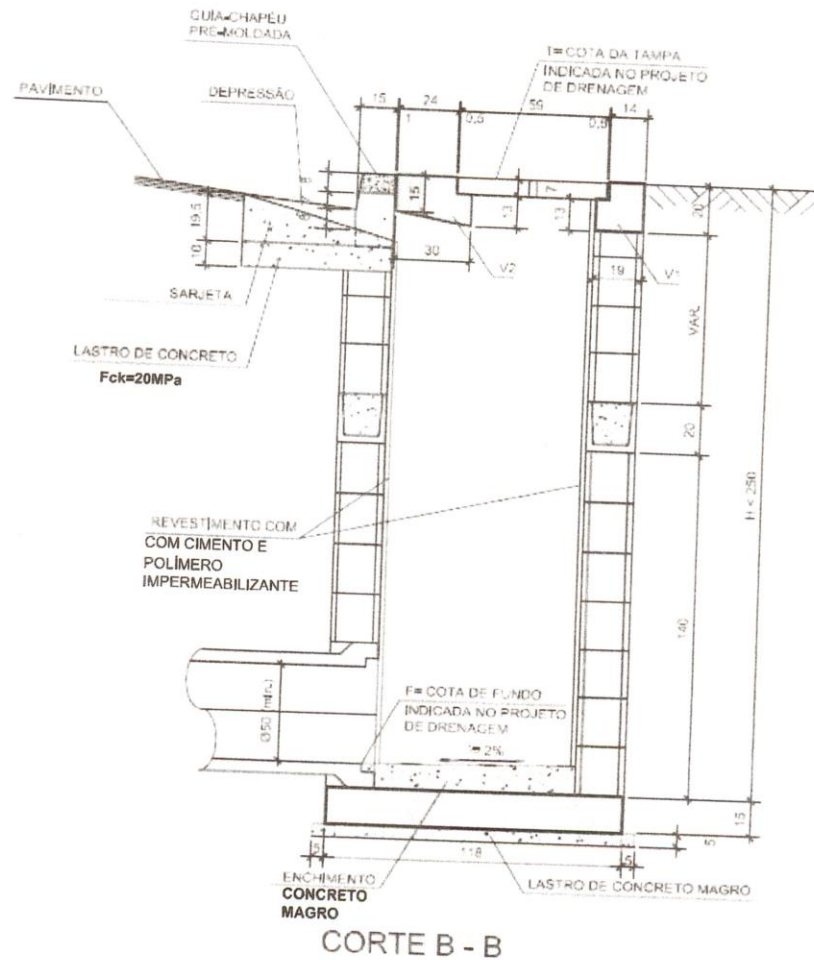 GUÍA-CHAPÉU
PRÉ-MOLDADA
T= COTA DA TAMPA
INDICADA NO PROJETO
DE DRENAGEM
PAVIMENTO
DEPRESSÃO
15
24
59
14
1
0,5
0,5
15
13
7
13
20
19,5
10
30
V2
19
V1
SARJETA
VAR.
LASTRO DE CONCRETO
Fck=20MPa
20
H < 250
REVESTIMENTO COM
COM CIMENTO E
POLÍMERO
IMPERMEABILIZANTE
140
F= COTA DE FUNDO
INDICADA NO PROJETO
DE DRENAGEM
Ø50 (mín.)
2%
15
5
5
118
5
ENCHIMENTO
CONCRETO
MAGRO
LASTRO DE CONCRETO MAGRO
CORTE B - B